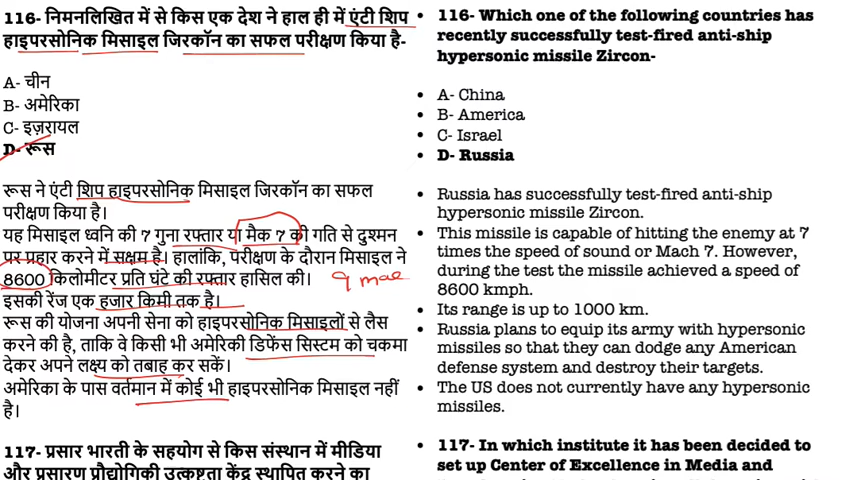 116- निमनलिखित में से किस एक देश ने हाल ही में एंटी शिप
हाइपरसोनिक मिसाइल जिरकॉन का सफल परीक्षण किया है-
A- चीन
B- अमेरिका
C- इज़रायल
D- रूस
रूस ने एंटी शिप हाइपरसोनिक मिसाइल जिरकॉन का सफल
परीक्षण किया है।
यह मिसाइल ध्वनि की 7 गुना रफ्तार या मैक 7 की गति से दुश्मन
पर प्रहार करने में सक्षम है। हालांकि, परीक्षण के दौरान मिसाइल ने
8600 किलोमीटर प्रति घंटे की रफ्तार हासिल की।
9 mac
इसकी रेंज एक हजार किमी तक है।
रूस की योजना अपनी सेना को हाइपरसोनिक मिसाइलों से लैस
करने की है, ताकि वे किसी भी अमेरिकी डिफेंस सिस्टम को चकमा
देकर अपने लक्ष्य को तबाह कर सकें।
अमेरिका के पास वर्तमान में कोई भी हाइपरसोनिक मिसाइल नहीं
है।
117- प्रसार भारती के सहयोग से किस संस्थान में मीडिया
और प्रसारण प्रौद्योगिकी उत्कृष्टता केंद्र स्थापित करने का
• 116- Which one of the following countries has
recently successfully test-fired anti-ship
hypersonic missile Zircon-
• A- China
• B- America
• C- Israel
• D- Russia
• Russia has successfully test-fired anti-ship
hypersonic missile Zircon.
• This missile is capable of hitting the enemy at 7
times the speed of sound or Mach 7. However,
during the test the missile achieved a speed of
8600 kmph.
• Its range is up to 1000 km.
• Russia plans to equip its army with hypersonic
missiles so that they can dodge any American
defense system and destroy their targets.
• The US does not currently have any hypersonic
missiles.
• 117- In which institute it has been decided to
set up Center of Excellence in Media and